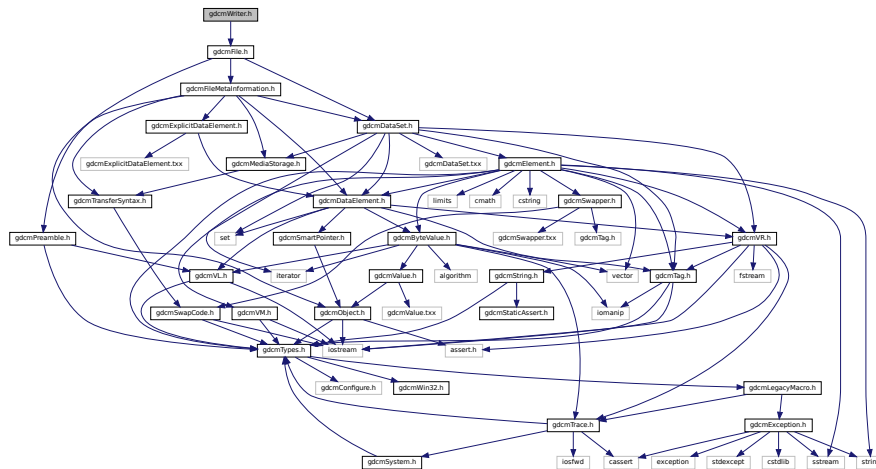 gdcmWriter.h
gdcmFile.h
gdcmFileMetaInformation.h
gdcmExplicitDataElement.h
gdcmDataSet.h
gdcmExplicitDataElement.txx
gdcmMediaStorage.h
gdcmDataSet.txx
gdcmElement.h
gdcmTransferSyntax.h
gdcmDataElement.h
limits
cmath
cstring
gdcmSwapper.h
gdcmPreamble.h
set
gdcmSmartPointer.h
gdcmByteValue.h
gdcmSwapper.txx
gdcmTag.h
gdcmVR.h
gdcmVL.h
iterator
gdcmValue.h
algorithm
gdcmString.h
vector
gdcmTag.h
fstream
gdcmSwapCode.h
gdcmVM.h
gdcmObject.h
gdcmValue.txx
gdcmStaticAssert.h
iomanip
gdcmTypes.h
iostream
assert.h
gdcmConfigure.h
gdcmWin32.h
gdcmLegacyMacro.h
gdcmTrace.h
gdcmException.h
gdcmSystem.h
iosfwd
cassert
exception
stdexcept
cstdlib
sstream
strin